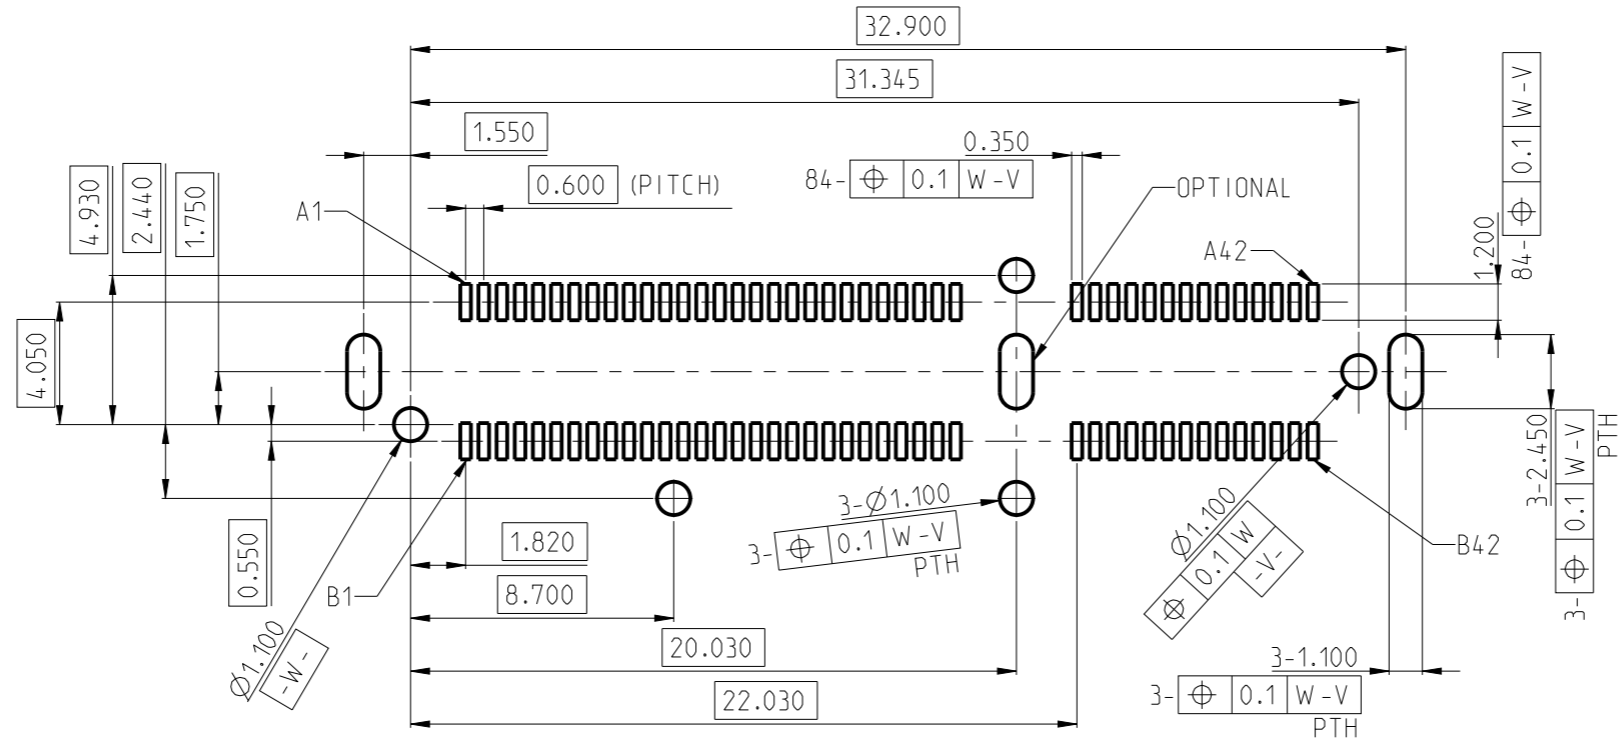 32.900
31.345
1.550
0.350
84-⌖ 0.1 W-V
0.600 (PITCH)
84-⌖ 0.1 W-V
1.200
OPTIONAL
A1
A42
4.930
2.440
1.750
4.050
0.550
3-Ø1.100
3-⌖ 0.1 W-V
PTH
Ø1.100
⌖ 0.1 W
-V-
3-2.450
3-⌖ 0.1 W-V
PTH
B42
1.820
8.700
B1
Ø1.100
-W-
20.030
22.030
3-1.100
3-⌖ 0.1 W-V
PTH